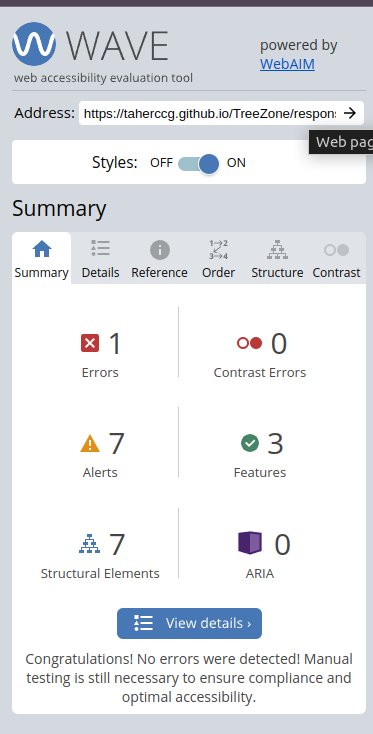 WAVE
web accessibility evaluation tool
powered by
WebAIM
Address: https://taherccg.github.io/TreeZone/respon
Web pag
Styles: OFF ON
Summary
Summary Details Reference Order Structure Contrast
1 Errors
0 Contrast Errors
7 Alerts
3 Features
7 Structural Elements
0 ARIA
View details ›
Congratulations! No errors were detected! Manual
testing is still necessary to ensure compliance and
optimal accessibility.